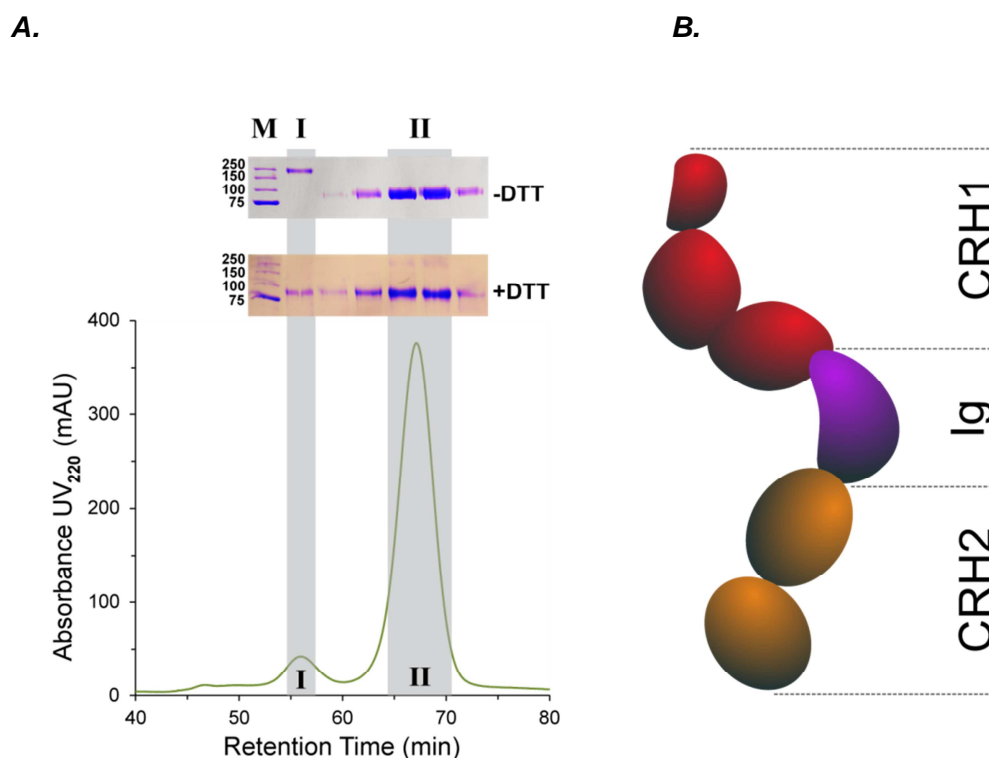 A.
B.
M I II
250
150
100
75
-DTT
250
150
100
75
+DTT
400
300
200
100
0
Absorbance UV220 (mAU)
I II
40 50 60 70 80
Retention Time (min)
CRH1
Ig
CRH2